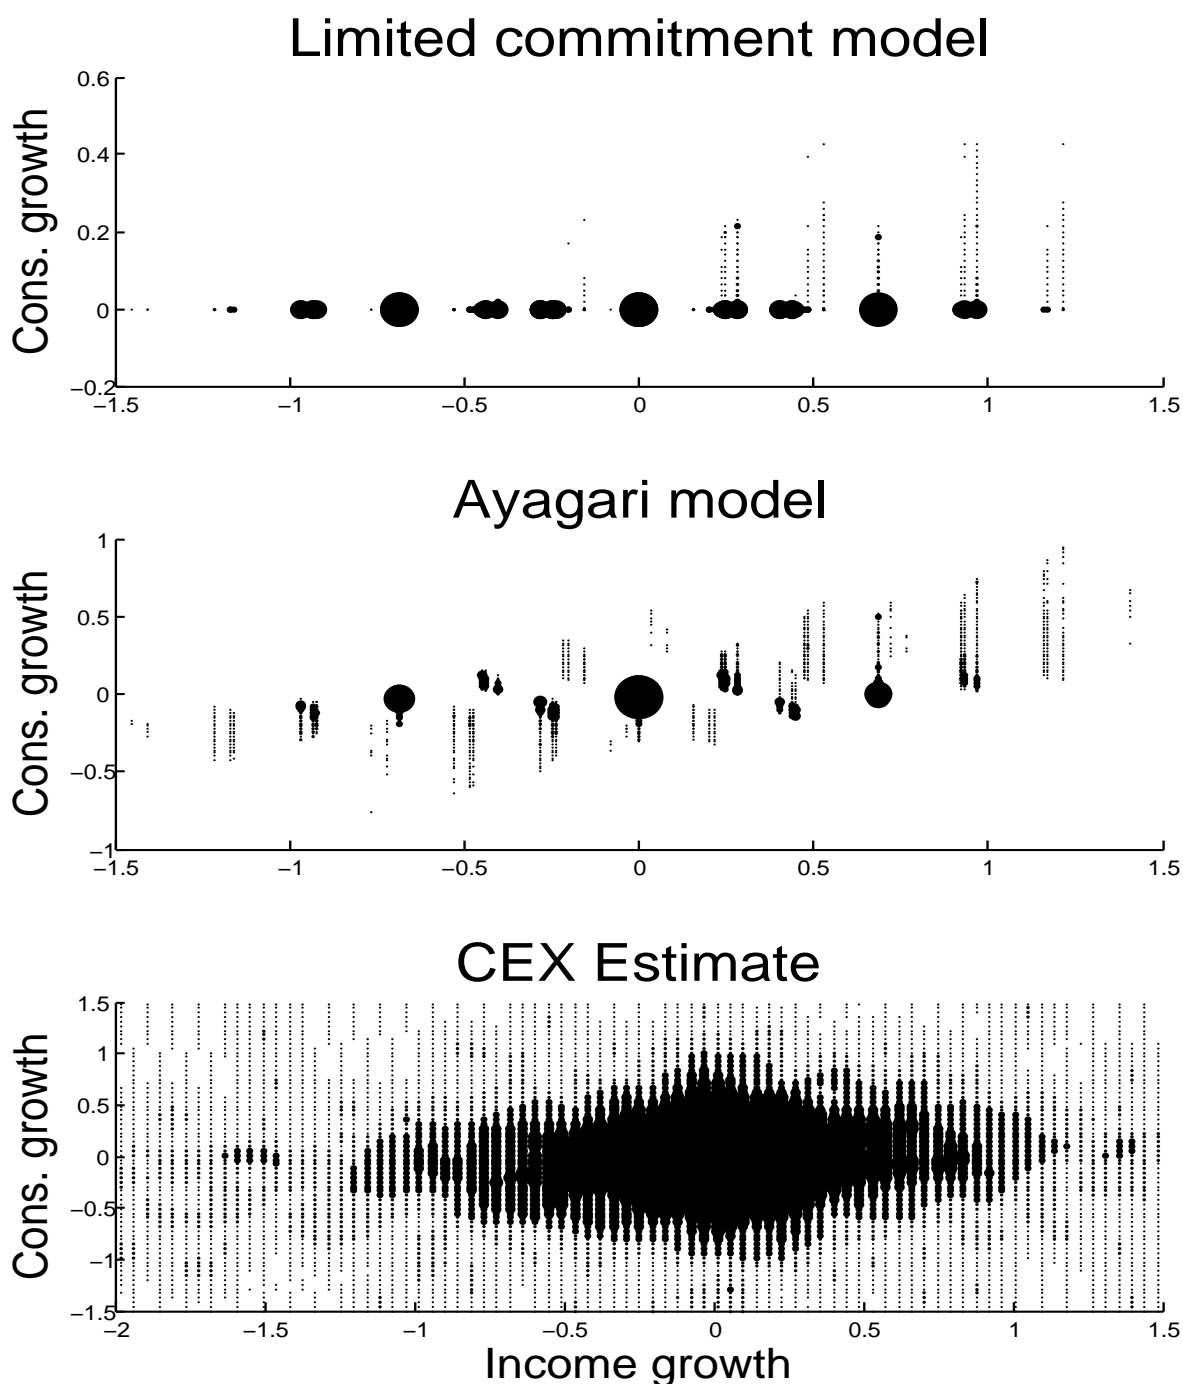 Limited commitment model
Cons. growth
0.6
0.4
0.2
0
−0.2
−1.5 −1 −0.5 0 0.5 1 1.5
Ayagari model
Cons. growth
1
0.5
0
−0.5
−1
−1.5 −1 −0.5 0 0.5 1 1.5
CEX Estimate
Cons. growth
1.5
1
0.5
0
−0.5
−1
−1.5
−2 −1.5 −1 −0.5 0 0.5 1 1.5
Income growth